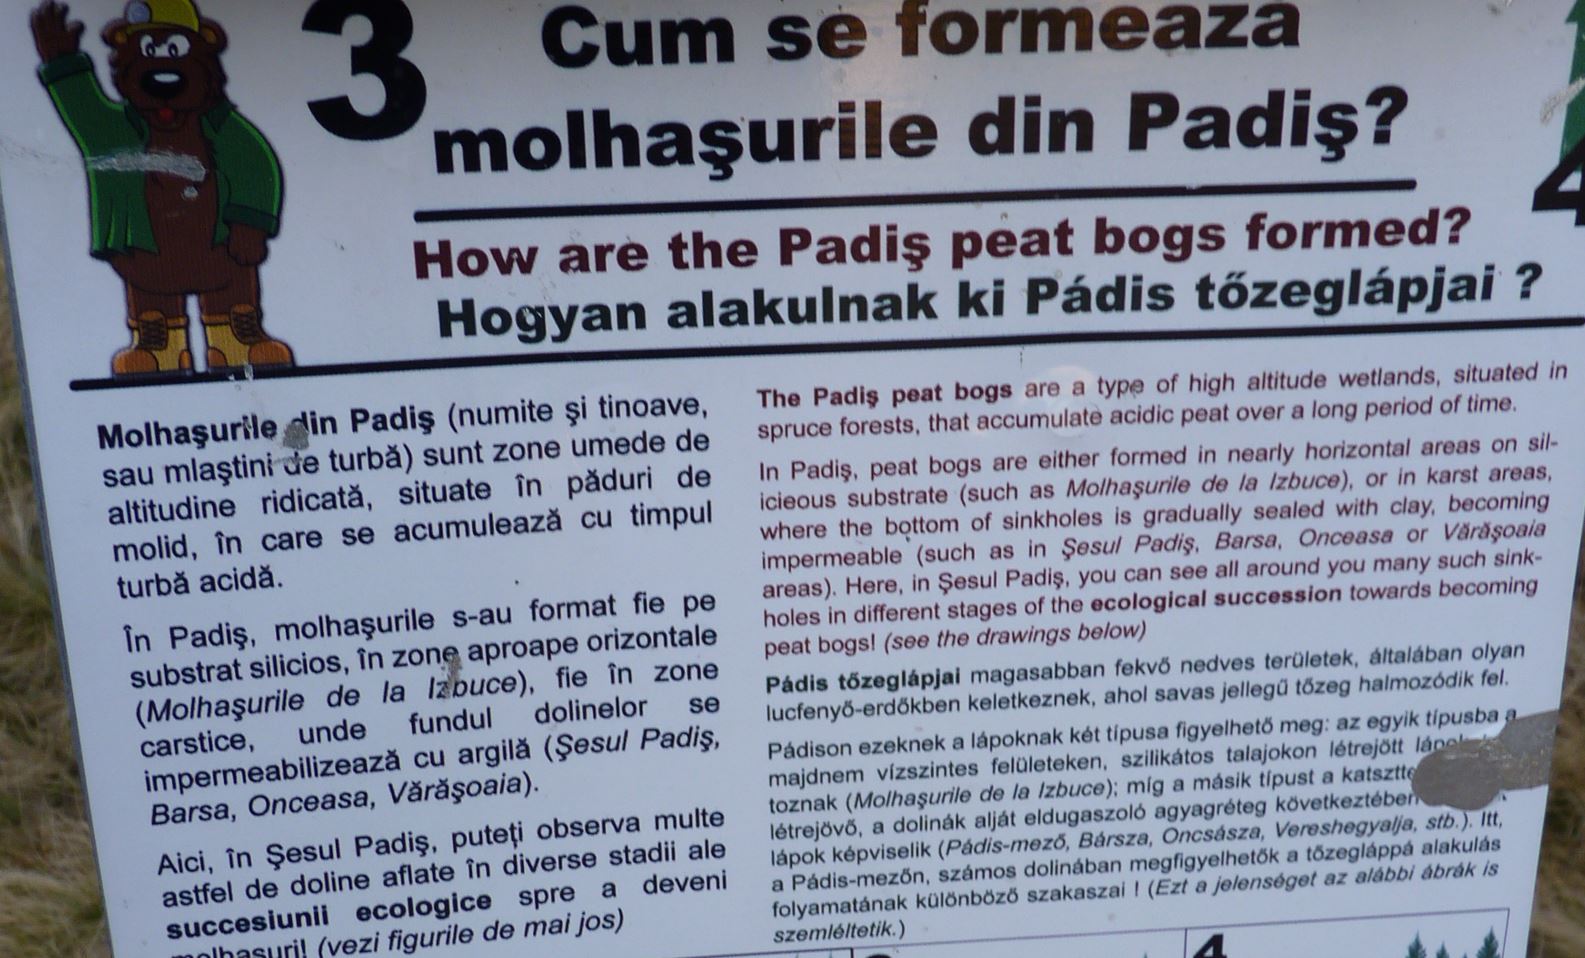 3
Cum se formeaza
molhaşurile din Padiş?
How are the Padiş peat bogs formed?
Hogyan alakulnak ki Pádis tőzeglápjai ?
4
Molhaşurile din Padiş (numite şi tinoave,
sau mlaştini de turbă) sunt zone umede de
altitudine ridicată, situate în păduri de
molid, în care se acumulează cu timpul
turbă acidă.
În Padiş, molhaşurile s-au format fie pe
substrat silicios, în zone aproape orizontale
(Molhaşurile de la Izbuce), fie în zone
carstice, unde fundul dolinelor se
impermeabilizează cu argilă (Şesul Padiş,
Barsa, Onceasa, Vărăşoaia).
Aici, în Şesul Padiş, puteţi observa multe
astfel de doline aflate în diverse stadii ale
succesiunii ecologice spre a deveni
molhaşuri! (vezi figurile de mai jos)
The Padiş peat bogs are a type of high altitude wetlands, situated in
spruce forests, that accumulate acidic peat over a long period of time.
In Padiş, peat bogs are either formed in nearly horizontal areas on sil-
icieous substrate (such as Molhaşurile de la Izbuce), or in karst areas,
where the bottom of sinkholes is gradually sealed with clay, becoming
impermeable (such as in Şesul Padiş, Barsa, Onceasa or Vărăşoaia
areas). Here, in Şesul Padiş, you can see all around you many such sink-
holes in different stages of the ecological succession towards becoming
peat bogs! (see the drawings below)
Pádis tőzeglápjai magasabban fekvő nedves területek, általában olyan
lucfenyő-erdőkben keletkeznek, ahol savas jellegű tőzeg halmozódik fel.
Pádison ezeknek a lápoknak két típusa figyelhető meg: az egyik típusba a
majdnem vízszintes felületeken, szilikátos talajokon létrejött
toznak (Molhaşurile de la Izbuce); míg a másik típust a
létrejövő, a dolinák alját eldugaszoló agyagréteg következtében
lápok képviselik (Pádis-mező, Bársza, Oncsásza, Vereshegyalja, stb.). Itt,
a Pádis-mezőn, számos dolinában megfigyelhetők a tőzegláppá alakulás
folyamatának különböző szakaszai ! (Ezt a jelenséget az alábbi ábrák is
szemléltetik.)
4